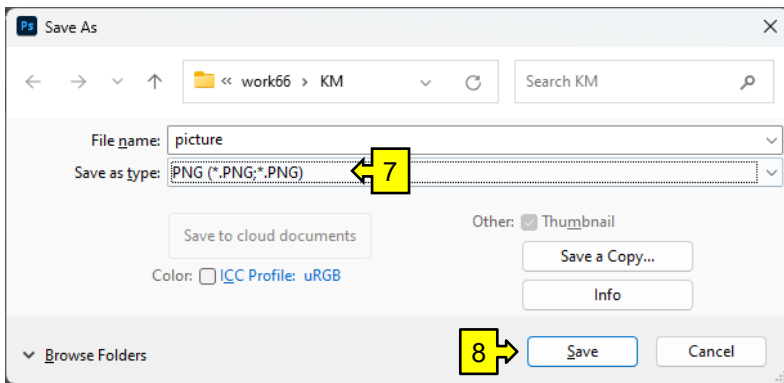 Ps Save As
« work66 > KM
Search KM
File name: picture
Save as type: PNG (*.PNG;*.PNG)
7
Save to cloud documents
Other: Thumbnail
Save a Copy...
Color: ICC Profile: uRGB
Info
Browse Folders
8
Save
Cancel